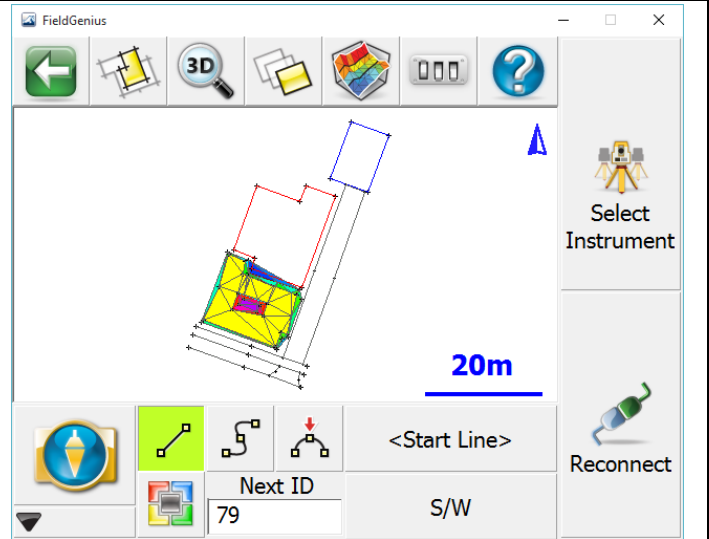 FieldGenius
3D
Select
Instrument
20m
Reconnect
<Start Line>
Next ID
79
S/W